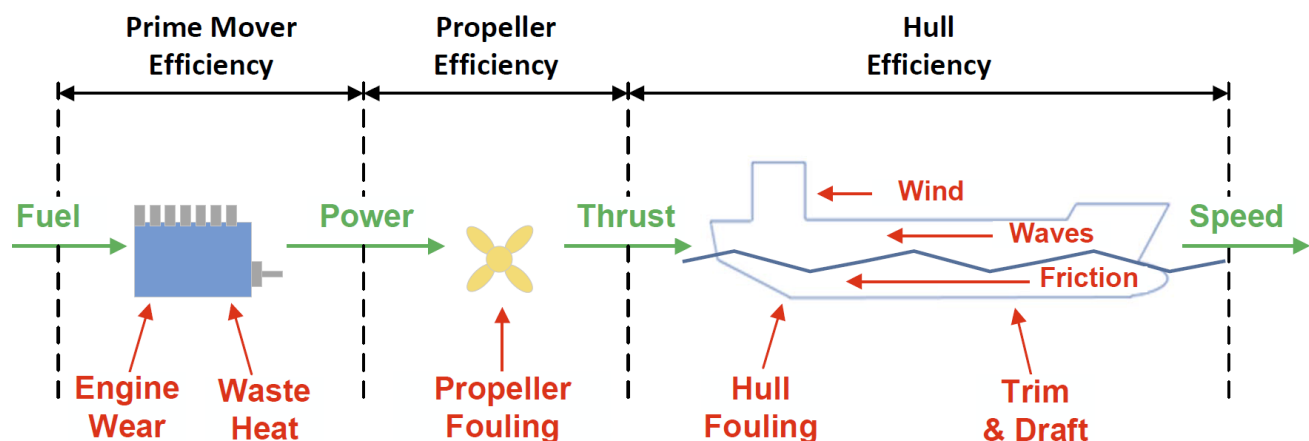 Prime Mover
Efficiency
Propeller
Efficiency
Hull
Efficiency
Fuel
Power
Thrust
Wind
Waves
Friction
Speed
Engine
Wear
Waste
Heat
Propeller
Fouling
Hull
Fouling
Trim
& Draft